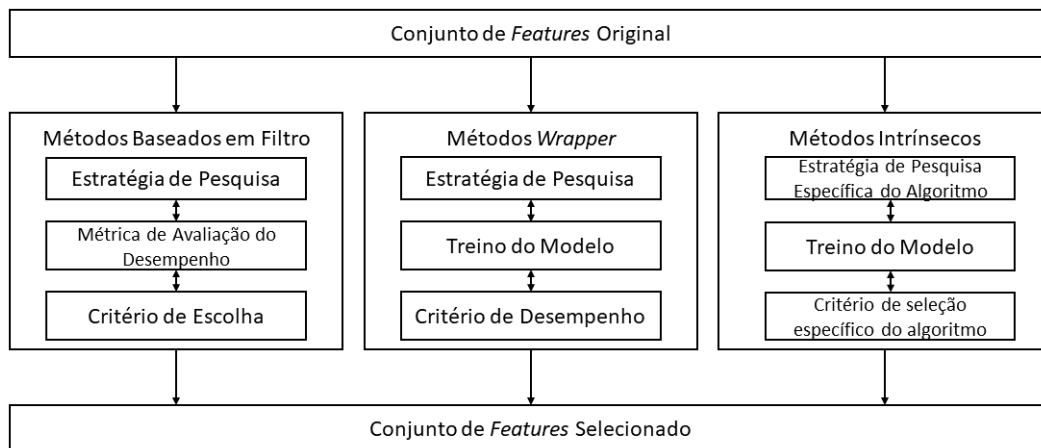 Conjunto de Features Original
Métodos Baseados em Filtro
Estratégia de Pesquisa
Métrica de Avaliação do
Desempenho
Critério de Escolha
Métodos Wrapper
Estratégia de Pesquisa
Treino do Modelo
Critério de Desempenho
Métodos Intrínsecos
Estratégia de Pesquisa
Específica do Algoritmo
Treino do Modelo
Critério de seleção
específico do algoritmo
Conjunto de Features Selecionado